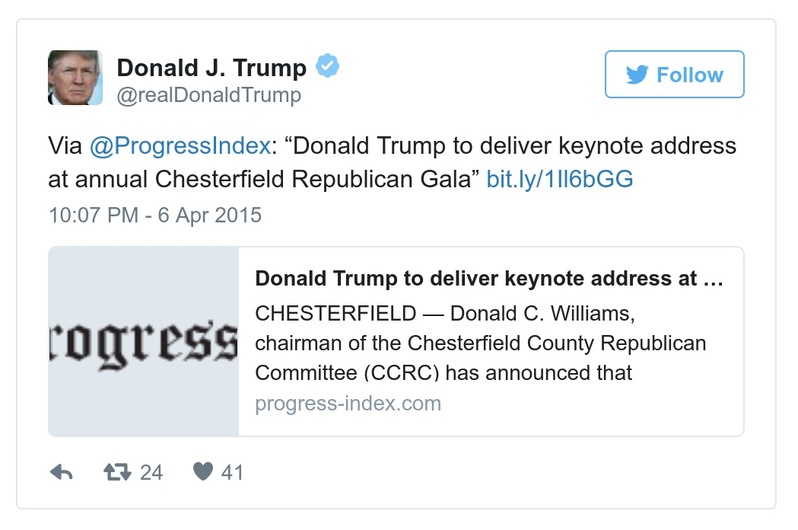 Donald J. Trump
@realDonaldTrump
Follow
Via @ProgressIndex: “Donald Trump to deliver keynote address
at annual Chesterfield Republican Gala” bit.ly/1Il6bGG
10:07 PM - 6 Apr 2015
rogress
Donald Trump to deliver keynote address at …
CHESTERFIELD — Donald C. Williams,
chairman of the Chesterfield County Republican
Committee (CCRC) has announced that
progress-index.com
24 41